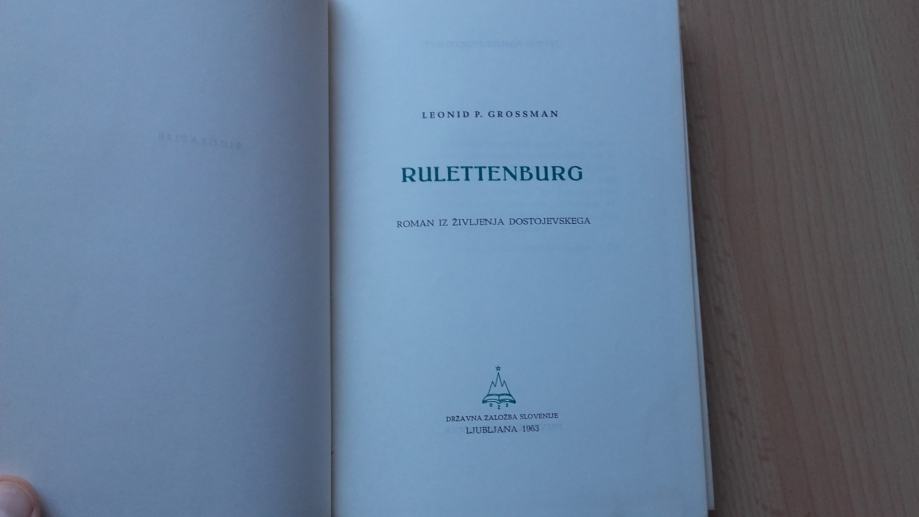 LEONID P. GROSSMAN
RULETTENBURG
ROMAN IZ ŽIVLJENJA DOSTOJEVSKEGA
DRŽAVNA ZALOŽBA SLOVENIJE
LJUBLJANA 1963